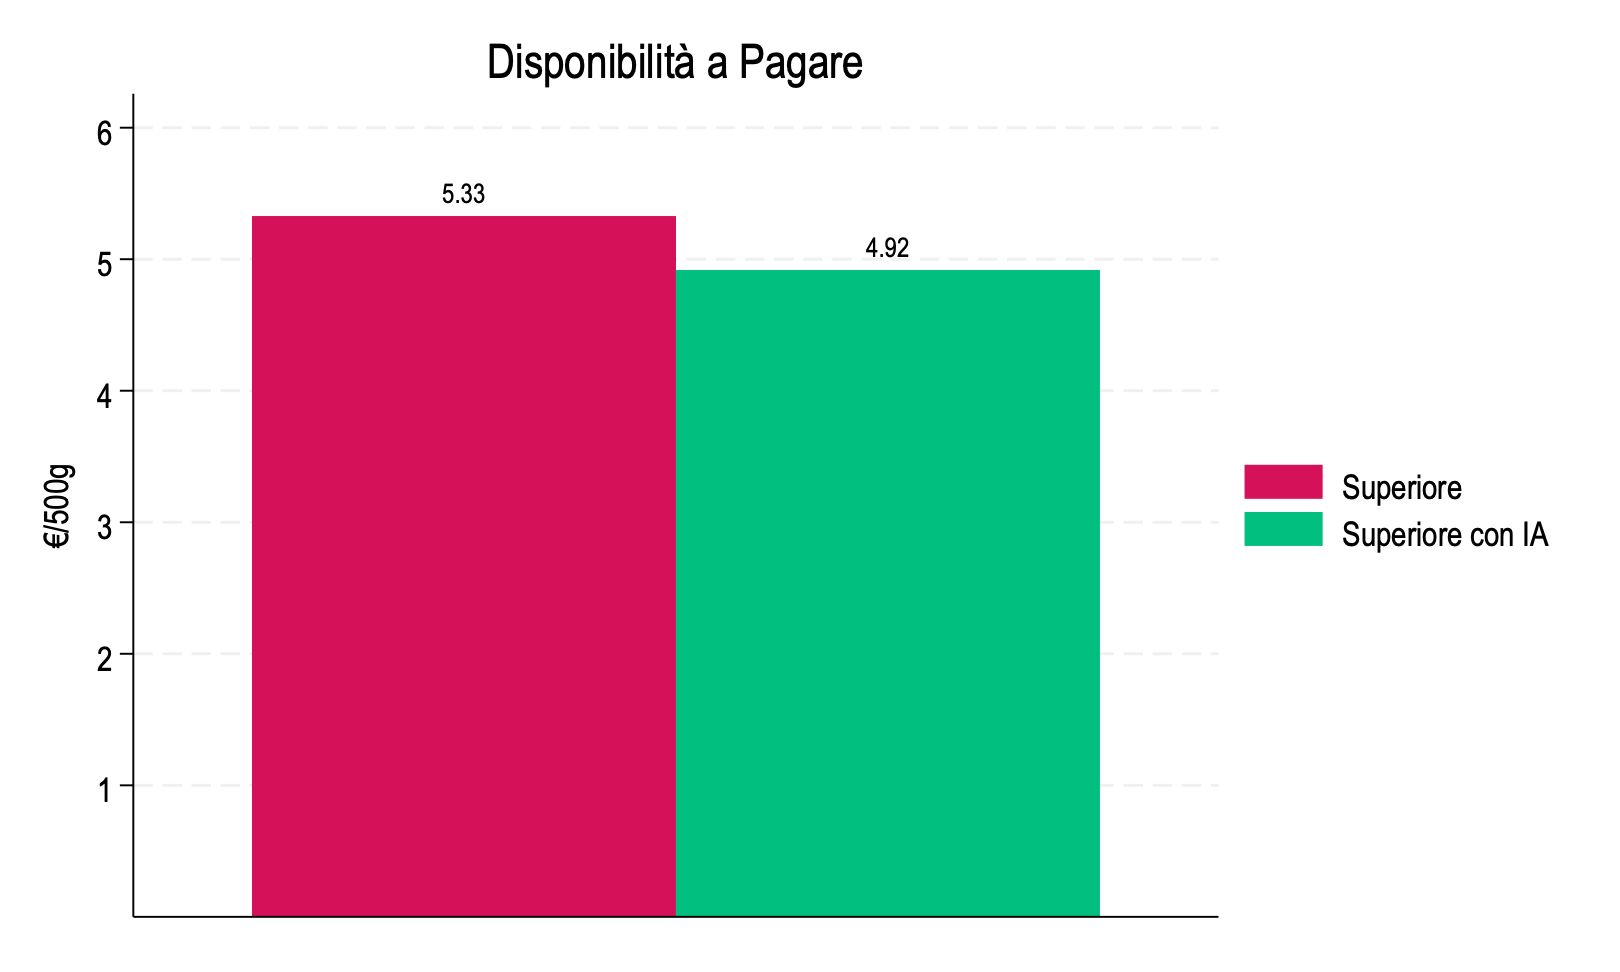 Disponibilità a Pagare
€/500g
6
5
4
3
2
1
5.33
4.92
Superiore
Superiore con IA